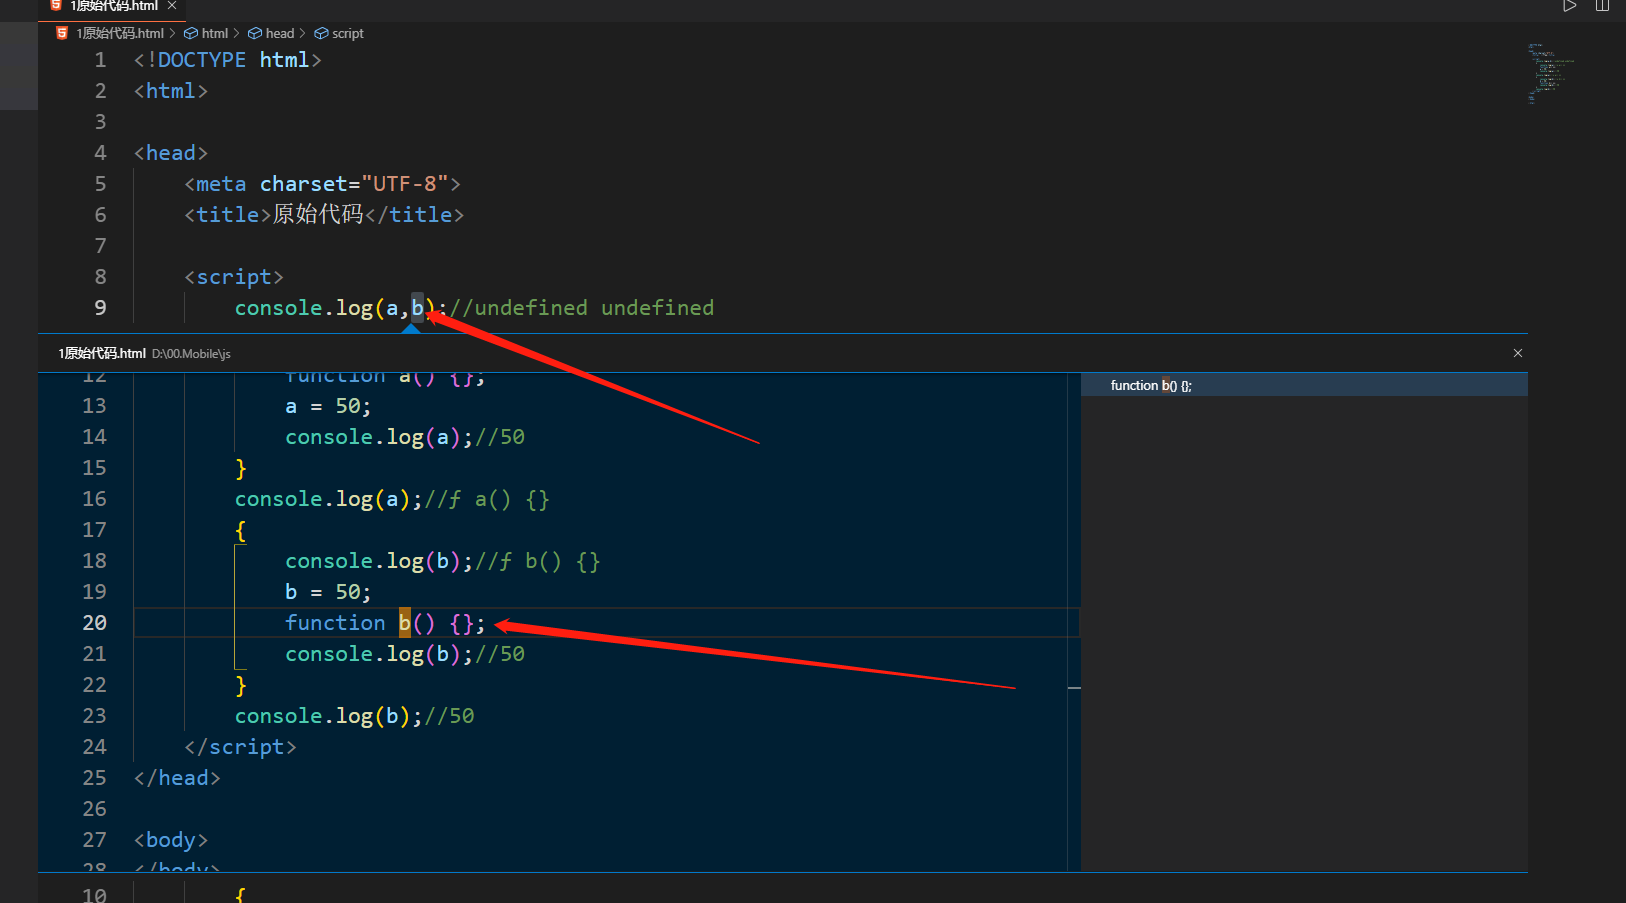 1原始代码.html ×
1原始代码.html > html > head > script
1 <!DOCTYPE html>
2 <html>
3
4 <head>
5 <meta charset="UTF-8">
6 <title>原始代码</title>
7
8 <script>
9 console.log(a,b);//undefined undefined
1原始代码.html D:\00.Mobile\js ×
12 function a() {};
13 a = 50;
14 console.log(a);//50
15 }
16 console.log(a);//ƒ a() {}
17 {
18 console.log(b);//ƒ b() {}
19 b = 50;
20 function b() {};
21 console.log(b);//50
22 }
23 console.log(b);//50
24 </script>
25 </head>
26
27 <body>
28 </body>
function b() {};
10 {